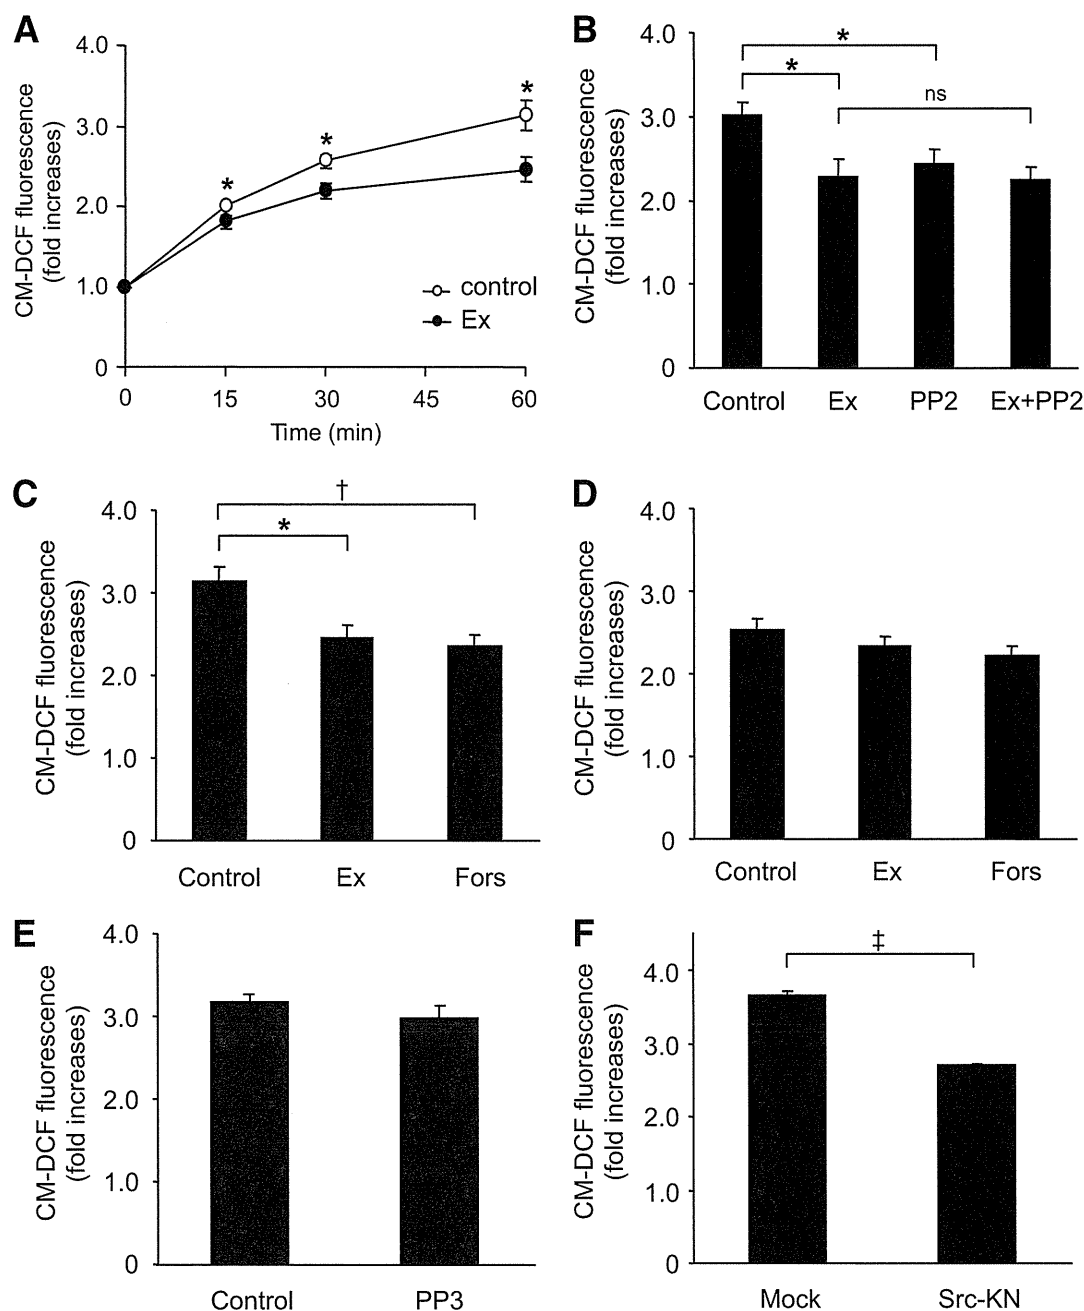 A
CM-DCF fluorescence
(fold increases)
4.0
3.0
2.0
1.0
0
*
*
*
control
Ex
0 15 30 45 60
Time (min)
B
CM-DCF fluorescence
(fold increases)
4.0
3.0
2.0
1.0
0
*
*
ns
Control Ex PP2 Ex+PP2
C
CM-DCF fluorescence
(fold increases)
4.0
3.0
2.0
1.0
0
†
*
Control Ex Fors
D
CM-DCF fluorescence
(fold increases)
4.0
3.0
2.0
1.0
0
Control Ex Fors
E
CM-DCF fluorescence
(fold increases)
4.0
3.0
2.0
1.0
0
Control PP3
F
CM-DCF fluorescence
(fold increases)
4.0
3.0
2.0
1.0
0
‡
Mock Src-KN